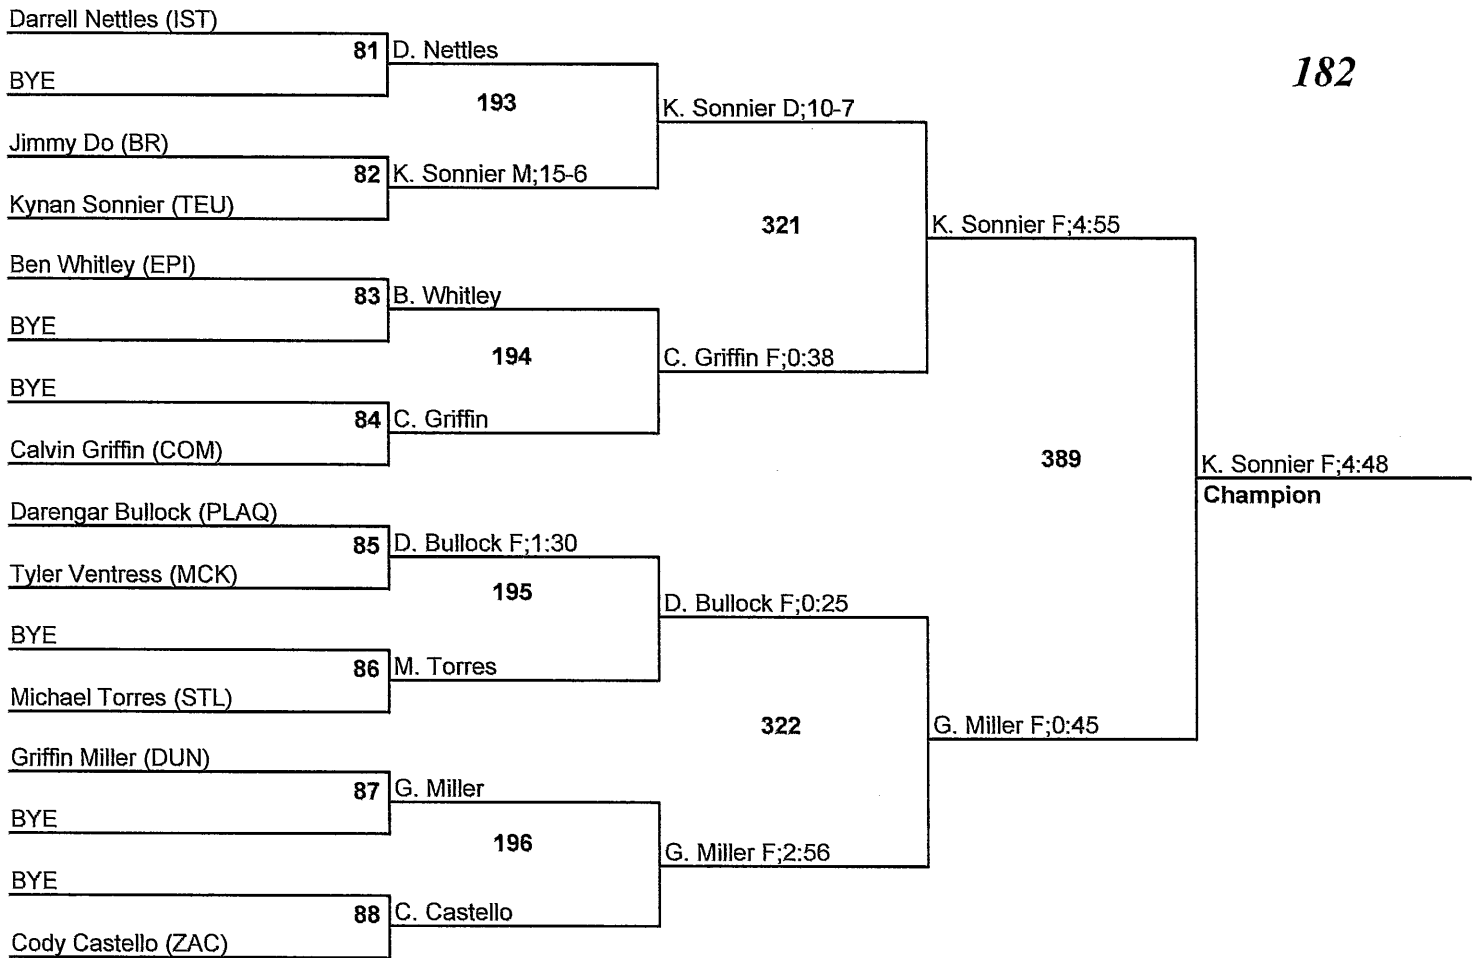 Darrell Nettles (IST)
81 D. Nettles
BYE
182
193
K. Sonnier D;10-7
Jimmy Do (BR)
82 K. Sonnier M;15-6
Kynan Sonnier (TEU)
321
K. Sonnier F;4:55
Ben Whitley (EPI)
83 B. Whitley
BYE
194
C. Griffin F;0:38
BYE
84 C. Griffin
Calvin Griffin (COM)
389
K. Sonnier F;4:48
Champion
Darengar Bullock (PLAQ)
85 D. Bullock F;1:30
Tyler Ventress (MCK)
195
D. Bullock F;0:25
BYE
86 M. Torres
Michael Torres (STL)
322
G. Miller F;0:45
Griffin Miller (DUN)
87 G. Miller
BYE
196
G. Miller F;2:56
BYE
88 C. Castello
Cody Castello (ZAC)